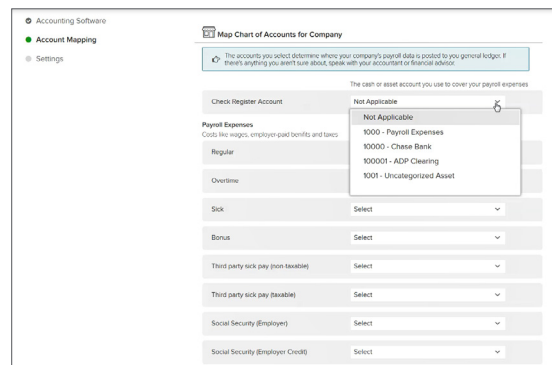 Accounting Software
Account Mapping
Settings
Map Chart of Accounts for Company
The accounts you select determine where your company's payroll data is posted to you general ledger. If
there's anything you aren't sure about, speak with your accountant or financial advisor.
The cash or asset account you use to cover your payroll expenses
Check Register Account
Not Applicable
Not Applicable
1000 - Payroll Expenses
10000 - Chase Bank
100001 - ADP Clearing
1001 - Uncategorized Asset
Payroll Expenses
Costs like wages, employer-paid benifits and taxes
Regular
Overtime
Sick
Select
Bonus
Select
Third party sick pay (non-taxable)
Select
Third party sick pay (taxable)
Select
Social Security (Employer)
Select
Social Security (Employer Credit)
Select